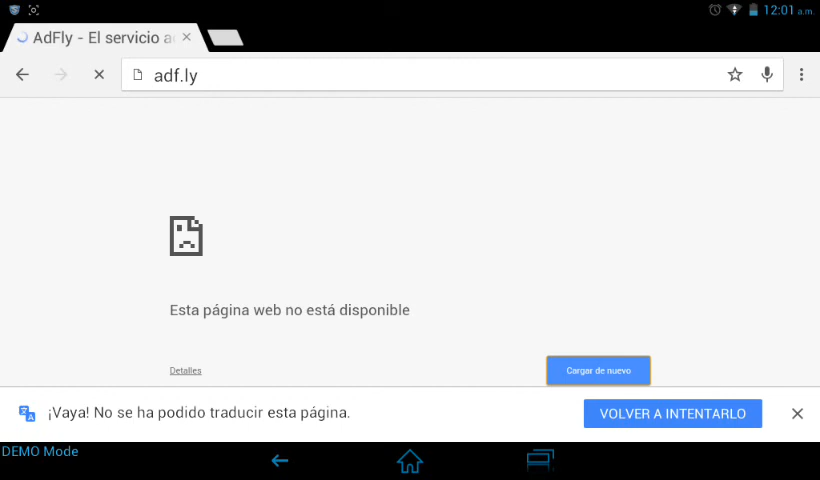 12:01 a.m.
AdFly - El servicio ac
adf.ly
Esta página web no está disponible
Detalles
Cargar de nuevo
¡Vaya! No se ha podido traducir esta página.
VOLVER A INTENTARLO
DEMO Mode